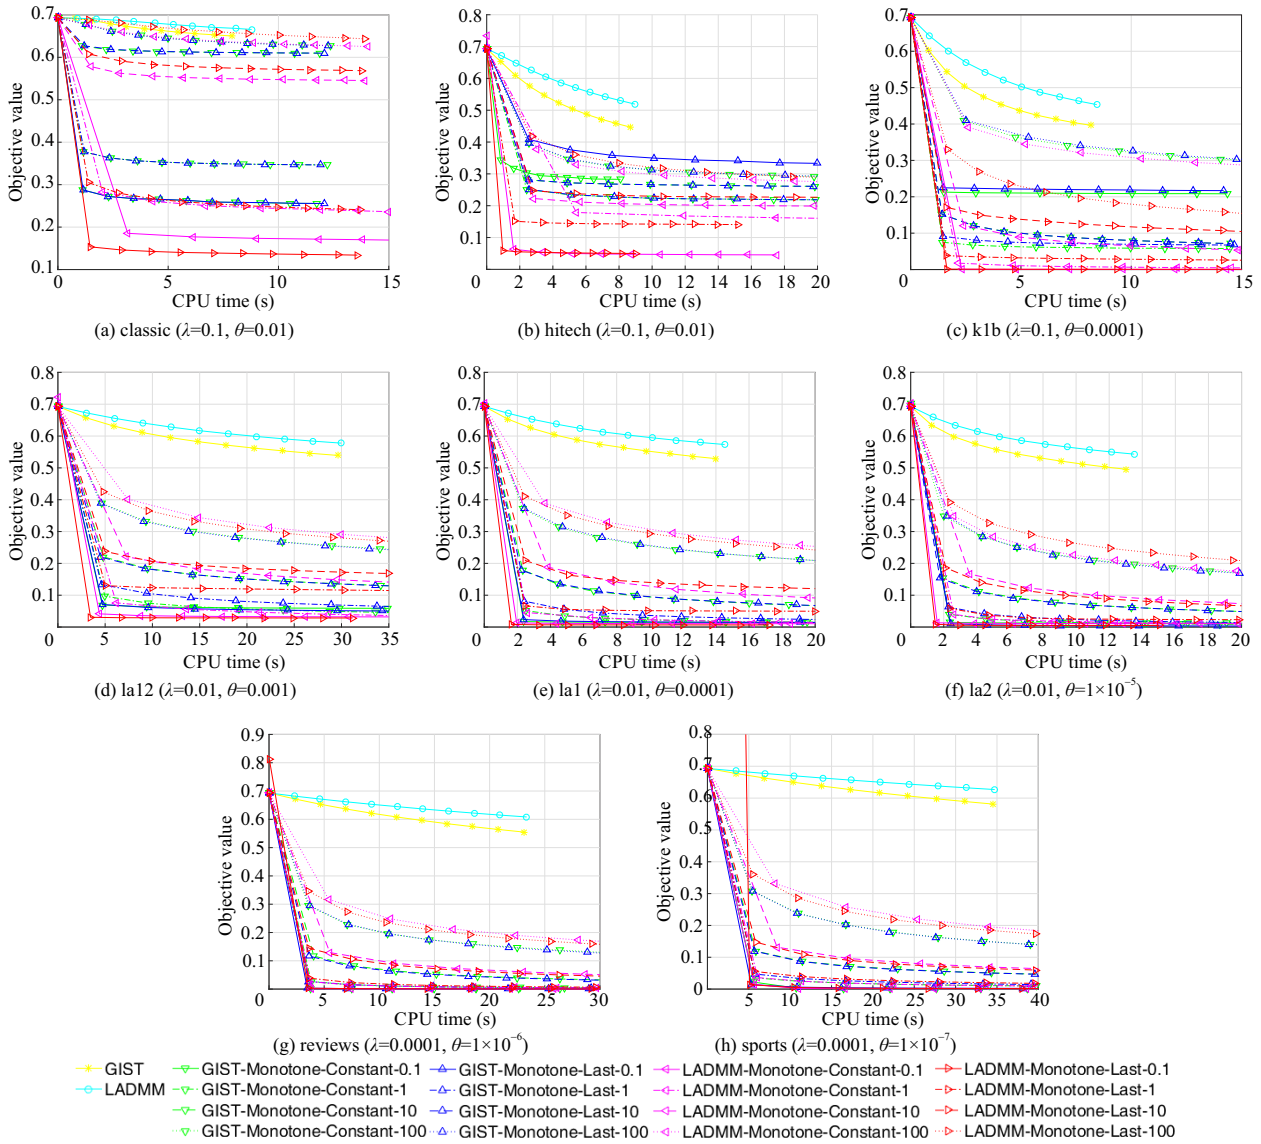 0.7
0.6
0.5
0.4
0.3
0.2
0.1
Objective value
0 5 10 15
CPU time (s)
(a) classic (λ=0.1, θ=0.01)
0.8
0.7
0.6
0.5
0.4
0.3
0.2
0.1
Objective value
0 2 4 6 8 10 12 14 16 18 20
CPU time (s)
(b) hitech (λ=0.1, θ=0.01)
0.7
0.6
0.5
0.4
0.3
0.2
0.1
0
Objective value
0 5 10 15
CPU time (s)
(c) k1b (λ=0.1, θ=0.0001)
0.8
0.7
0.6
0.5
0.4
0.3
0.2
0.1
Objective value
0 5 10 15 20 25 30 35
CPU time (s)
(d) la12 (λ=0.01, θ=0.001)
0.8
0.7
0.6
0.5
0.4
0.3
0.2
0.1
Objective value
0 2 4 6 8 10 12 14 16 18 20
CPU time (s)
(e) la1 (λ=0.01, θ=0.0001)
0.8
0.7
0.6
0.5
0.4
0.3
0.2
0.1
Objective value
0 2 4 6 8 10 12 14 16 18 20
CPU time (s)
(f) la2 (λ=0.01, θ=1×10⁻⁵)
0.9
0.8
0.7
0.6
0.5
0.4
0.3
0.2
0.1
Objective value
0 5 10 15 20 25 30
CPU time (s)
(g) reviews (λ=0.0001, θ=1×10⁻⁶)
0.8
0.7
0.6
0.5
0.4
0.3
0.2
0.1
0
Objective value
5 10 15 20 25 30 35 40
CPU time (s)
(h) sports (λ=0.0001, θ=1×10⁻⁷)
GIST GIST-Monotone-Constant-0.1 GIST-Monotone-Last-0.1 LADMM-Monotone-Constant-0.1 LADMM-Monotone-Last-0.1
LADMM GIST-Monotone-Constant-1 GIST-Monotone-Last-1 LADMM-Monotone-Constant-1 LADMM-Monotone-Last-1
GIST-Monotone-Constant-10 GIST-Monotone-Last-10 LADMM-Monotone-Constant-10 LADMM-Monotone-Last-10
GIST-Monotone-Constant-100 GIST-Monotone-Last-100 LADMM-Monotone-Constant-100 LADMM-Monotone-Last-100